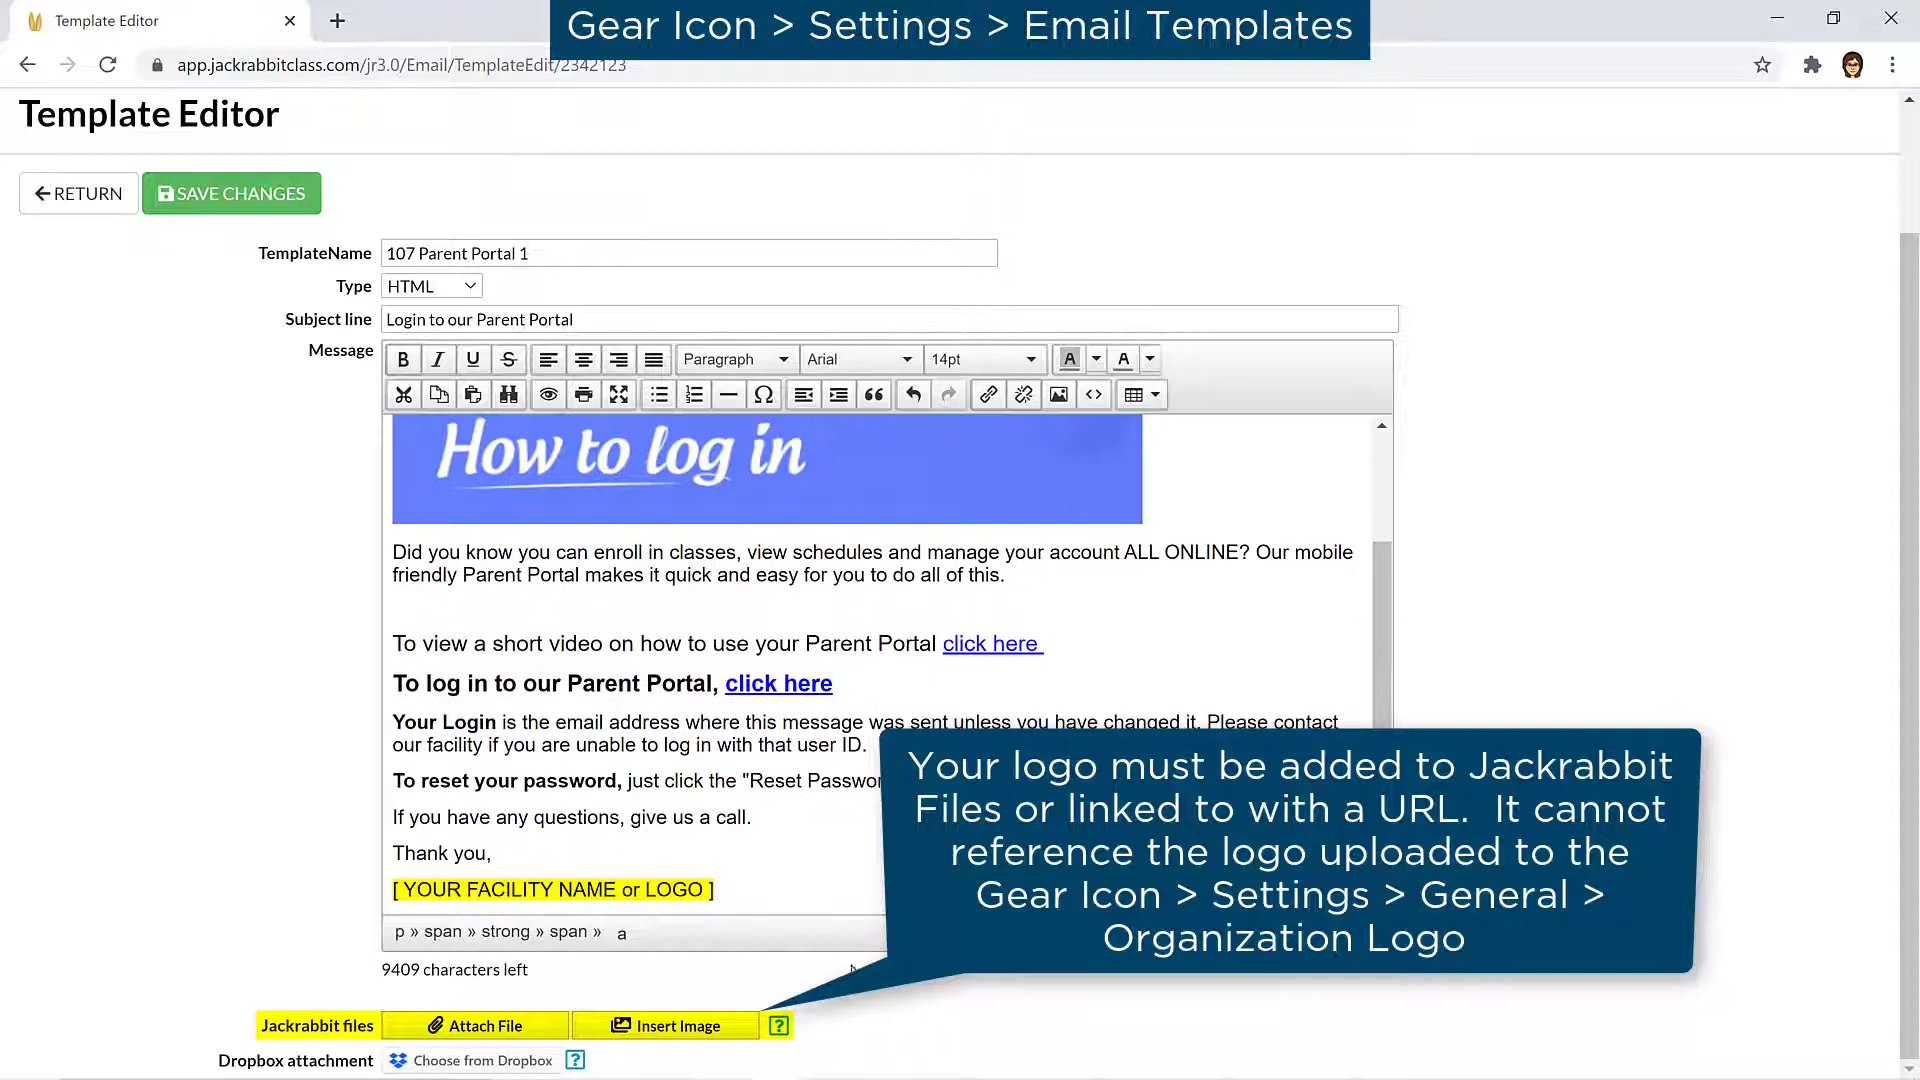 Template Editor
Gear Icon > Settings > Email Templates
app.jackrabbitclass.com/jr3.0/Email/TemplateEdit/2342123
Template Editor
RETURN
SAVE CHANGES
TemplateName 107 Parent Portal 1
Type HTML
Subject line Login to our Parent Portal
Message
B I U S Paragraph Arial 14pt A A
How to log in
Did you know you can enroll in classes, view schedules and manage your account ALL ONLINE? Our mobile
friendly Parent Portal makes it quick and easy for you to do all of this.
To view a short video on how to use your Parent Portal click here
To log in to our Parent Portal, click here
Your Login is the email address where this message was sent unless you have changed it. Please contact
our facility if you are unable to log in with that user ID.
To reset your password, just click the "Reset Passwor
If you have any questions, give us a call.
Thank you,
[ YOUR FACILITY NAME or LOGO ]
Your logo must be added to Jackrabbit
Files or linked to with a URL. It cannot
reference the logo uploaded to the
Gear Icon > Settings > General >
Organization Logo
p » span » strong » span » a
9409 characters left
Jackrabbit files Attach File Insert Image ?
Dropbox attachment Choose from Dropbox ?